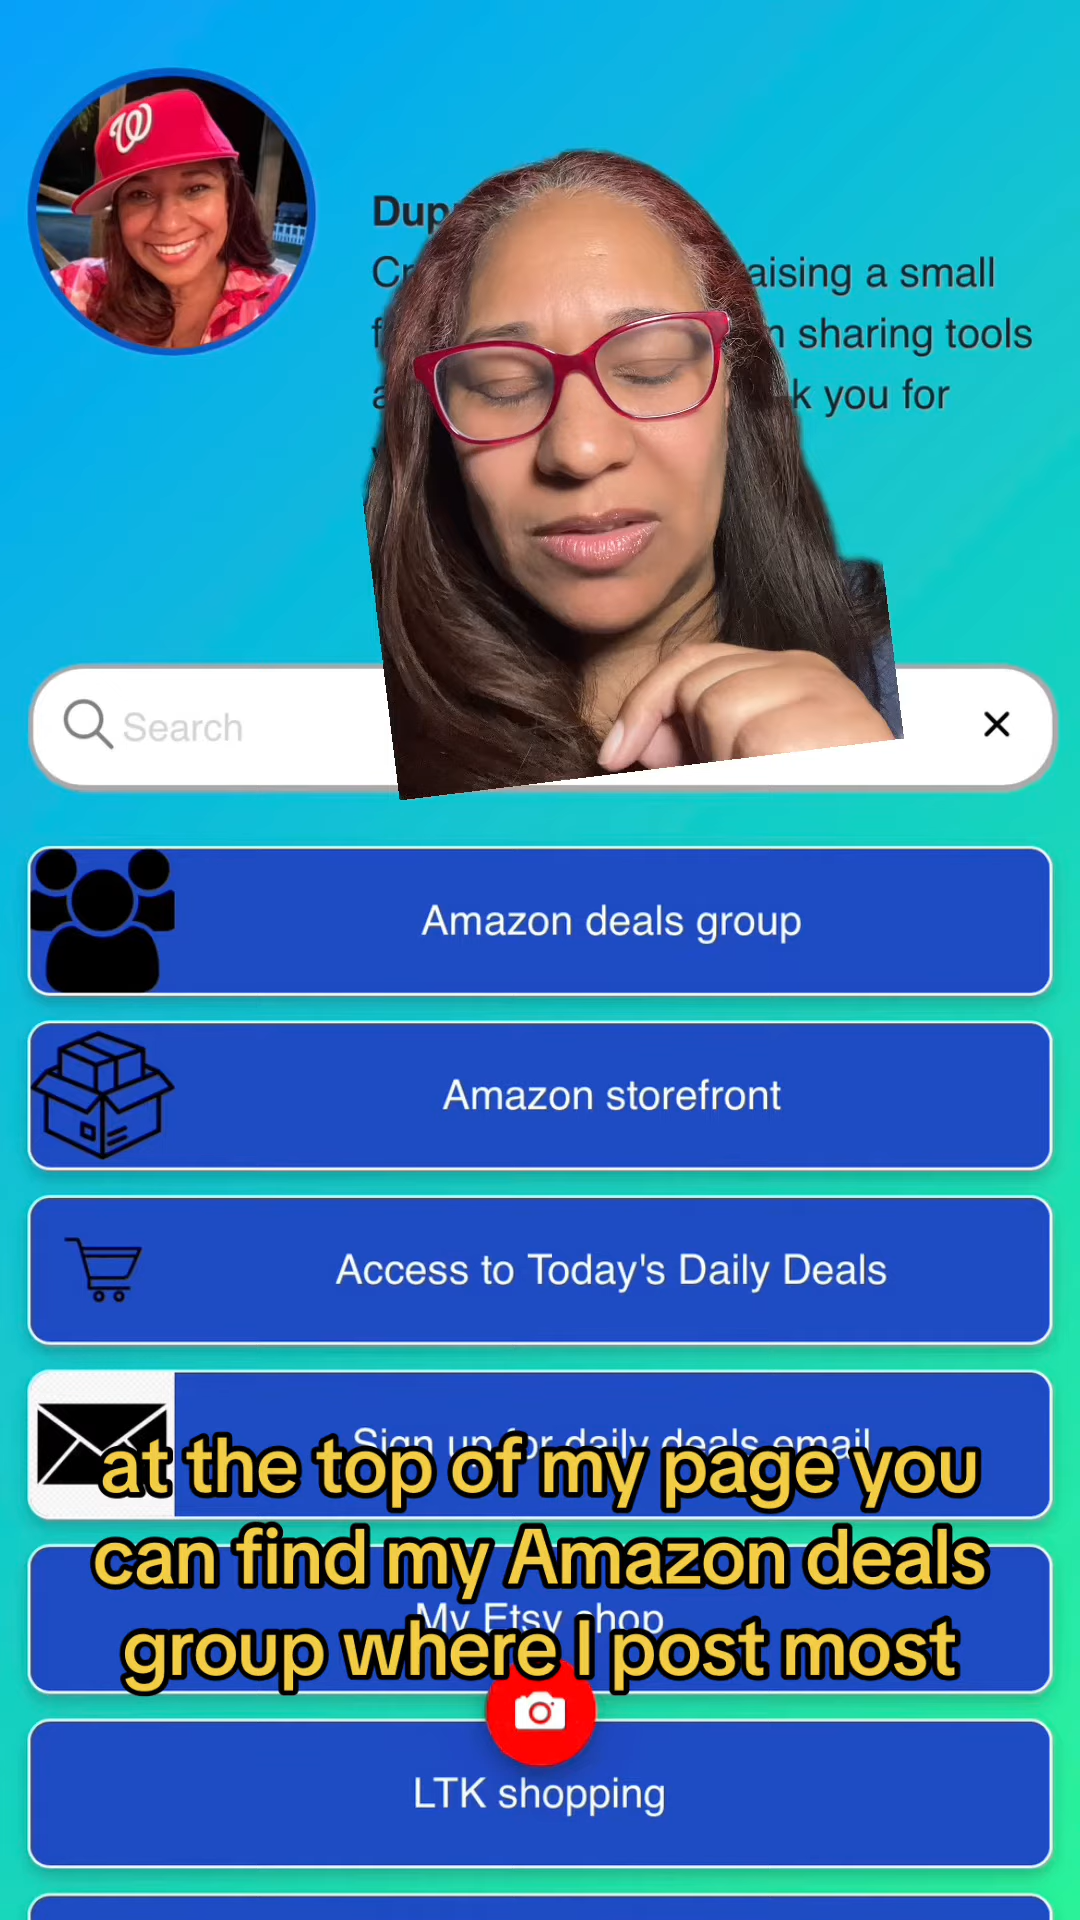 W
aising a small
sharing tools
k you for
Search
Amazon deals group
Amazon storefront
Access to Today's Daily Deals
Sign up for daily deals email
at the top of my page you
can find my Amazon deals
My Etsy shop
group where I post most
LTK shopping